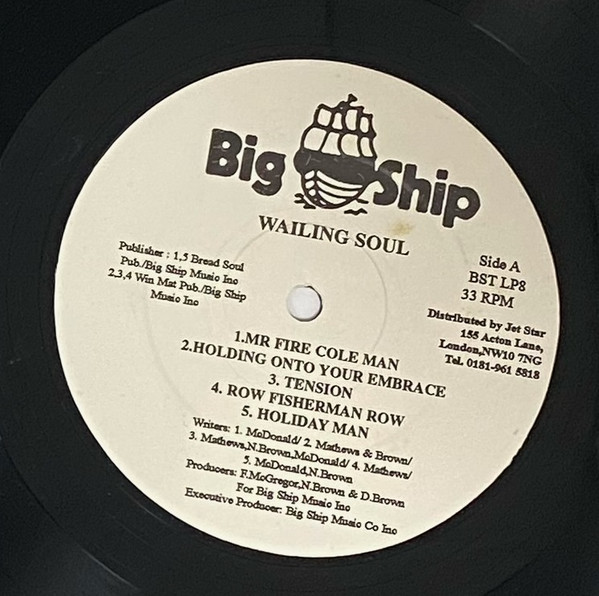 Big Ship
WAILING SOUL
Publisher : 1,5 Bread Soul
Pub./Big Ship Music Inc
2,3,4 Win Mat Pub./Big Ship
Music Inc
Side A
BST LP8
33 RPM
Distributed by Jet Star
155 Acton Lane,
London,NW10 7NG
Tel. 0181-961 5818
1.MR FIRE COLE MAN
2.HOLDING ONTO YOUR EMBRACE
3. TENSION
4. ROW FISHERMAN ROW
5. HOLIDAY MAN
Writers: 1. McDonald/ 2. Mathews & Brown/
3. Mathews,N.Brown,McDonald/ 4. Mathews/
5. McDonald,N.Brown
Producers: F.McGregor,N.Brown & D.Brown
For Big Ship Music Inc
Executive Producer: Big Ship Music Co Inc